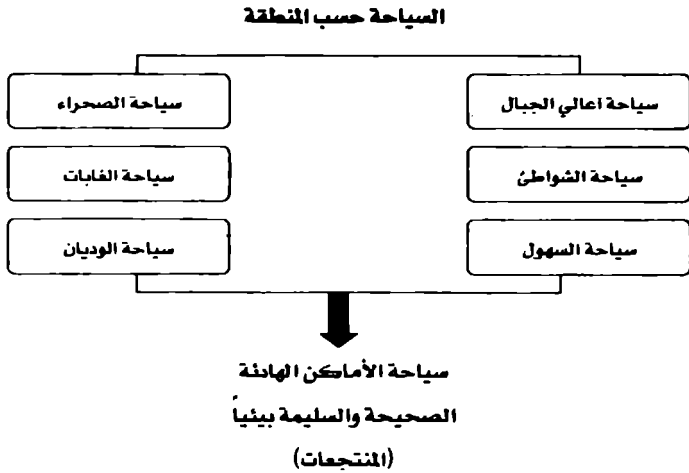 السياحة حسب المنطقة
سياحة أعالي الجبال
سياحة الصحراء
سياحة الشواطئ
سياحة الغابات
سياحة السهول
سياحة الوديان
سياحة الأماكن الهادئة
الصحيحة والسليمة بيئياً
(المنتجعات)